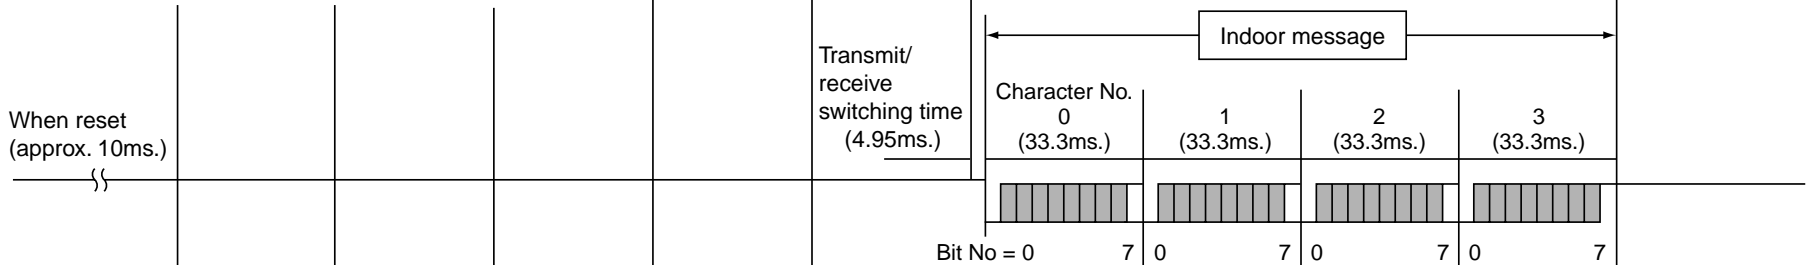 Indoor message
Transmit/
receive
switching time
(4.95ms.)
When reset
(approx. 10ms.)
Character No.
0
(33.3ms.)
1
(33.3ms.)
2
(33.3ms.)
3
(33.3ms.)
Bit No = 0 7 0 7 0 7 0 7